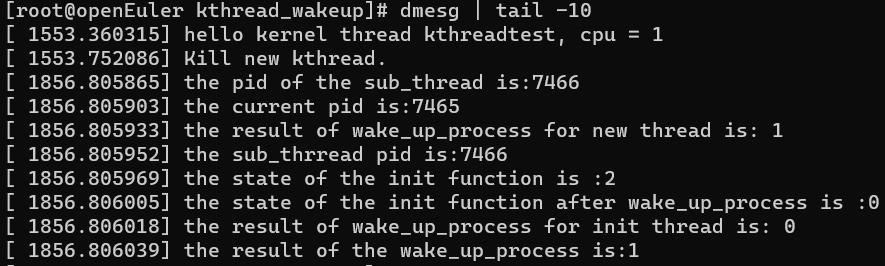 [root@openEuler kthread_wakeup]# dmesg | tail -10
[ 1553.360315] hello kernel thread kthreadtest, cpu = 1
[ 1553.752086] Kill new kthread.
[ 1856.805865] the pid of the sub_thread is:7466
[ 1856.805903] the current pid is:7465
[ 1856.805933] the result of wake_up_process for new thread is: 1
[ 1856.805952] the sub_thrread pid is:7466
[ 1856.805969] the state of the init function is :2
[ 1856.806005] the state of the init function after wake_up_process is :0
[ 1856.806018] the result of wake_up_process for init thread is: 0
[ 1856.806039] the result of the wake_up_process is:1